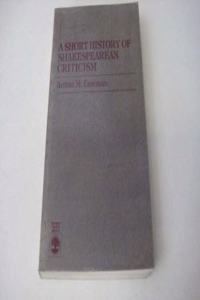 A SHORT HISTORY OF
SHAKESPEAREAN
CRITICISM
Arthur M. Eastman